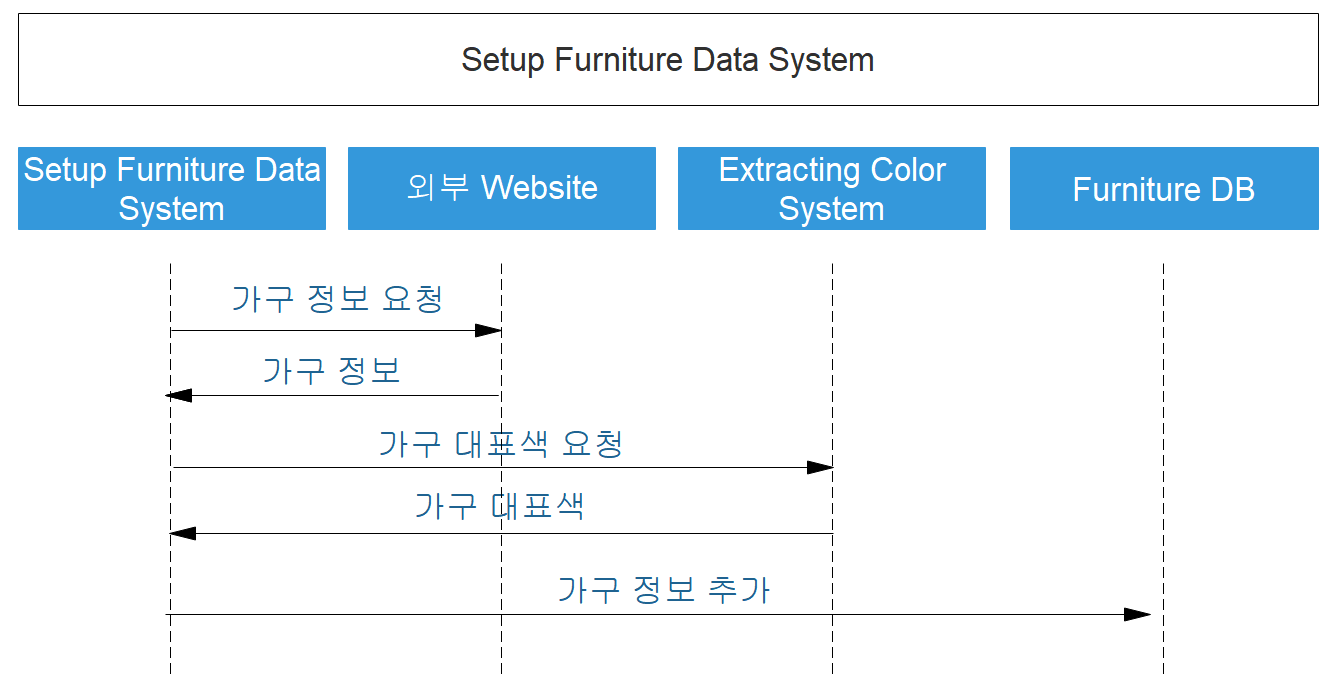 Setup Furniture Data System
Setup Furniture Data
System
외부 Website
Extracting Color
System
Furniture DB
가구 정보 요청
가구 정보
가구 대표색 요청
가구 대표색
가구 정보 추가